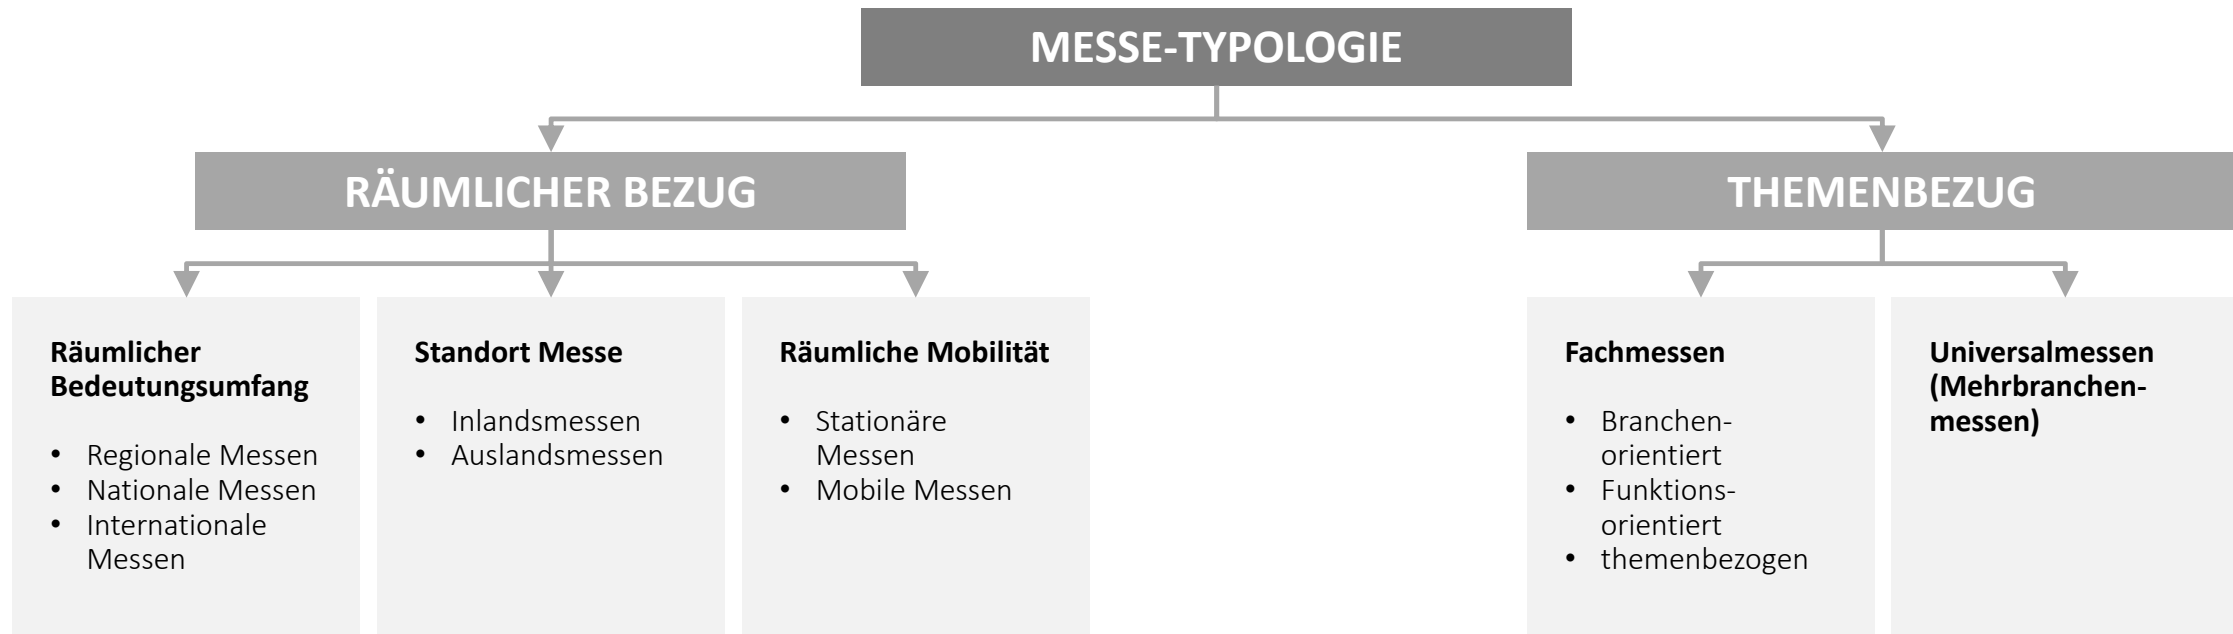 MESSE-TYPOLOGIE
RÄUMLICHER BEZUG
THEMENBEZUG
Räumlicher
Bedeutungsumfang
• Regionale Messen
• Nationale Messen
• Internationale
Messen
Standort Messe
• Inlandsmessen
• Auslandsmessen
Räumliche Mobilität
• Stationäre
Messen
• Mobile Messen
Fachmessen
• Branchen-
orientiert
• Funktions-
orientiert
• themenbezogen
Universalmessen
(Mehrbranchen-
messen)